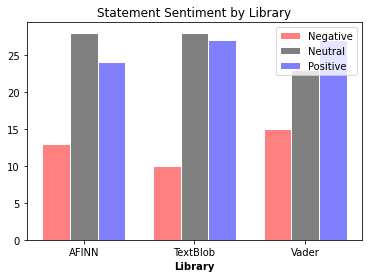 Statement Sentiment by Library
Negative
Neutral
Positive
25
20
15
10
5
0
AFINN TextBlob Vader
Library